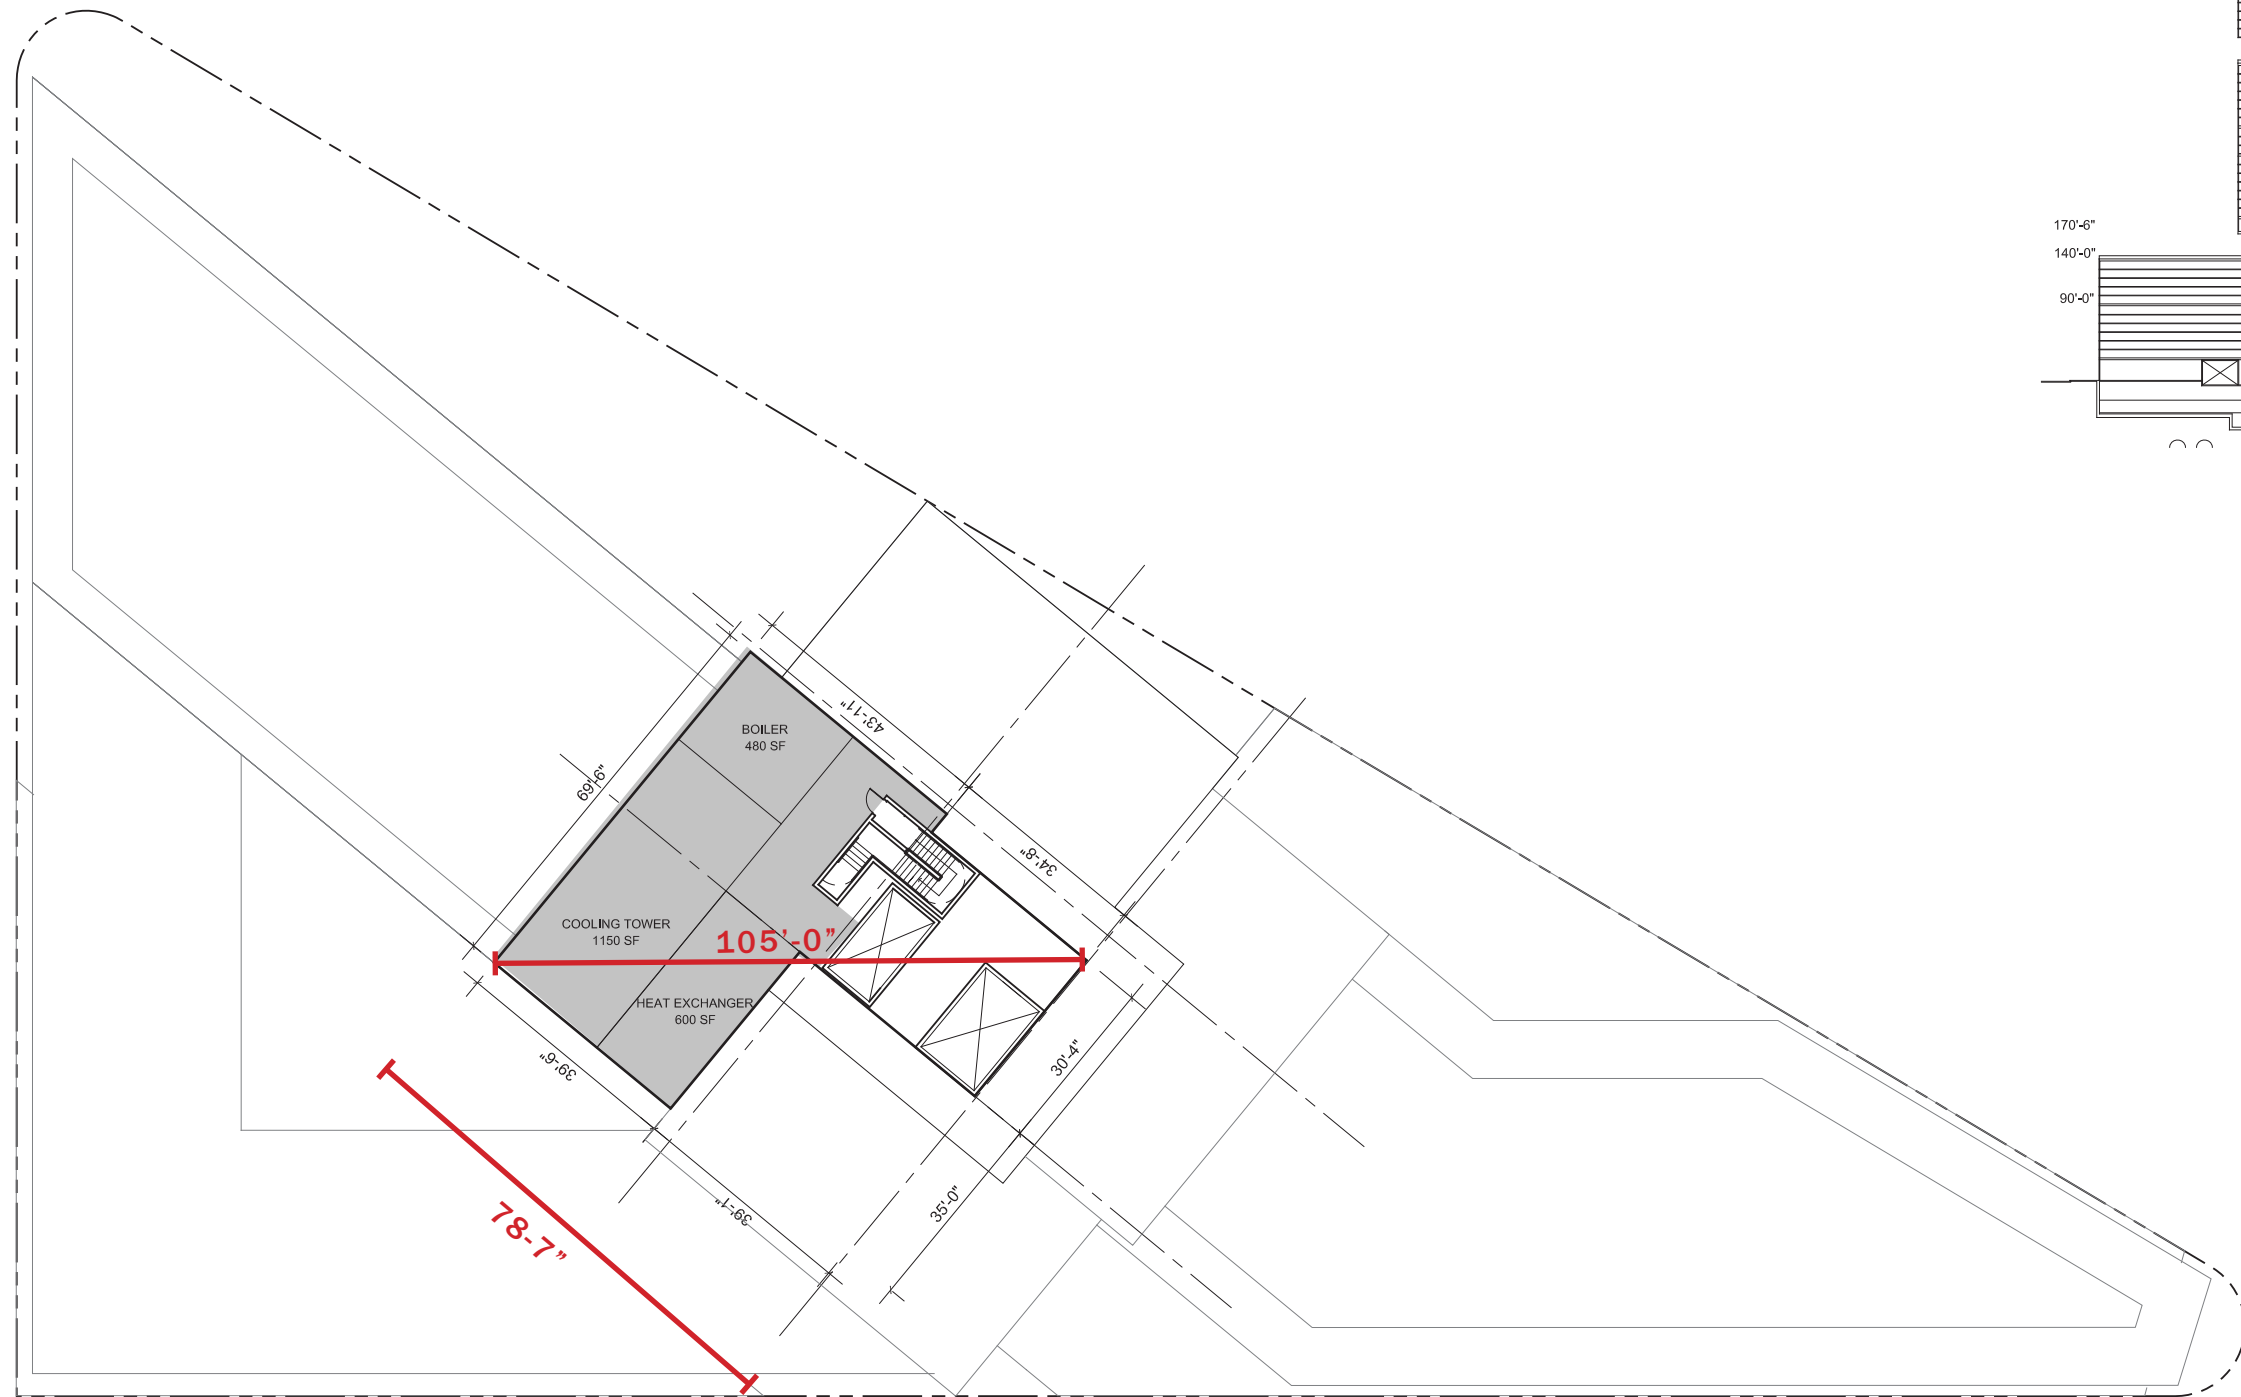 170'-6"
140'-0"
90'-0"
43'-11"
BOILER
480 SF
69'-6"
34'-8"
COOLING TOWER
1150 SF
105'-0”
HEAT EXCHANGER
600 SF
39'-6"
30'-4"
78-7”
39'-1"
35'-0"